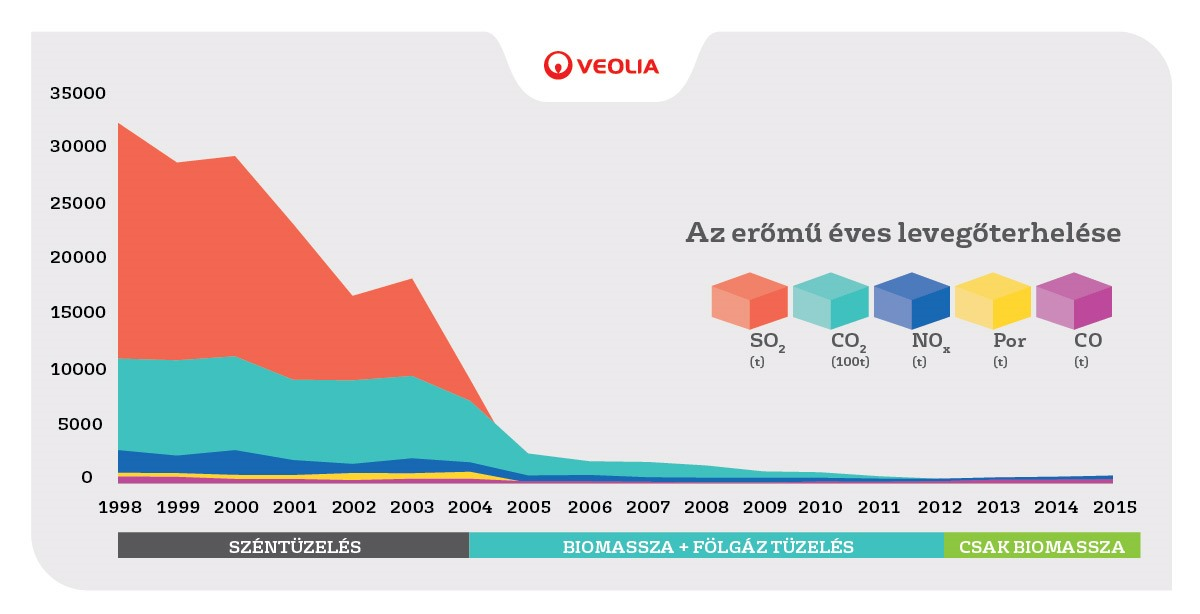 VEOLIA
35000
30000
25000
20000
15000
10000
5000
0
Az erőmű éves levegőterhelése
SO₂ CO₂ NOₓ Por CO
(t) (100t) (t) (t) (t)
1998 1999 2000 2001 2002 2003 2004 2005 2006 2007 2008 2009 2010 2011 2012 2013 2014 2015
SZÉNTÜZELÉS BIOMASSZA + FÖLGÁZ TÜZELÉS CSAK BIOMASSZA